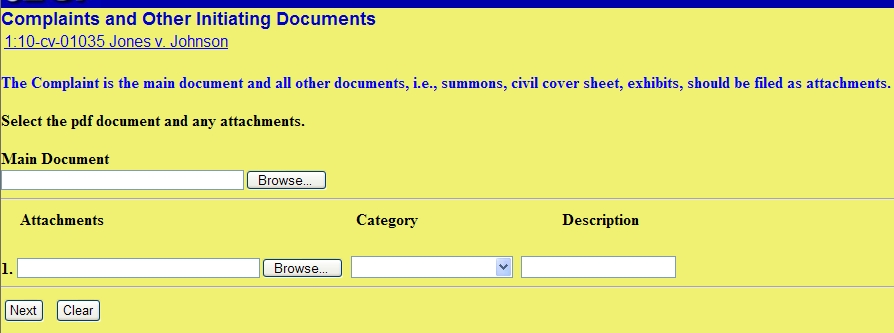 Complaints and Other Initiating Documents
1:10-cv-01035 Jones v. Johnson
The Complaint is the main document and all other documents, i.e., summons, civil cover sheet, exhibits, should be filed as attachments.
Select the pdf document and any attachments.
Main Document
Browse...
Attachments Category Description
1. Browse...
Next Clear